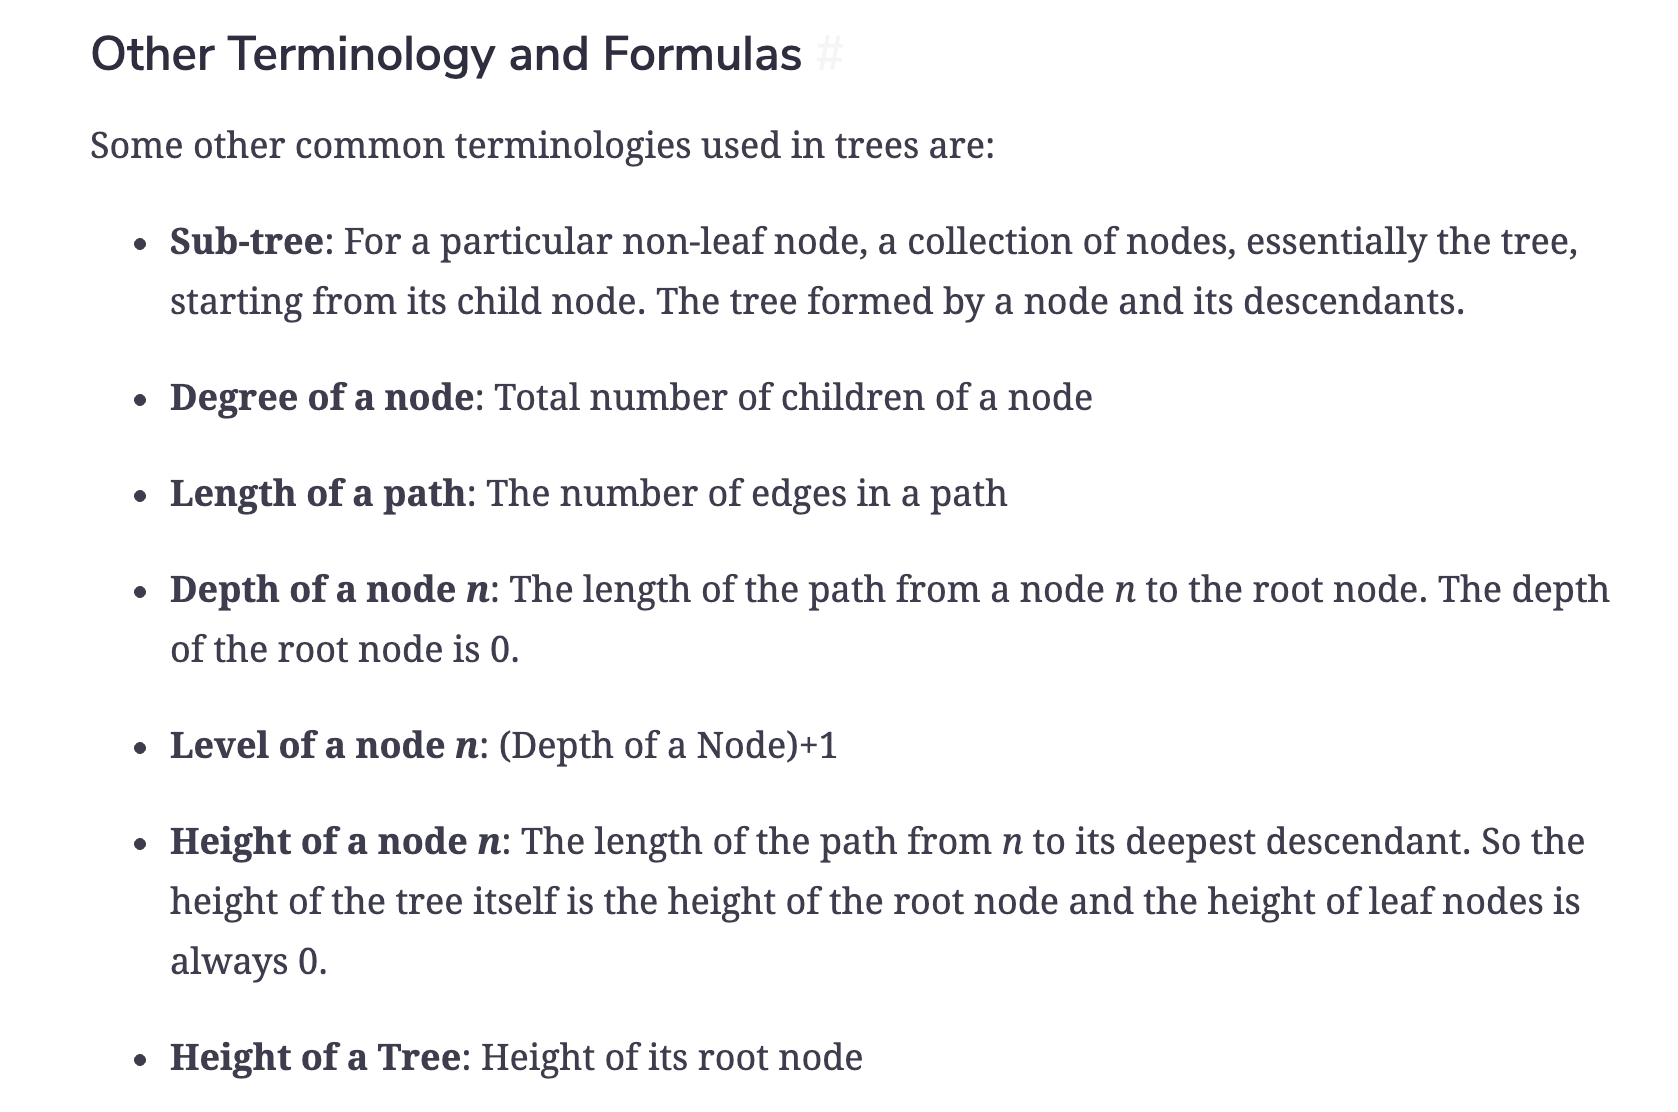 Other Terminology and Formulas #
Some other common terminologies used in trees are:
• Sub-tree: For a particular non-leaf node, a collection of nodes, essentially the tree,
starting from its child node. The tree formed by a node and its descendants.
• Degree of a node: Total number of children of a node
• Length of a path: The number of edges in a path
• Depth of a node n: The length of the path from a node n to the root node. The depth
of the root node is 0.
• Level of a node n: (Depth of a Node)+1
• Height of a node n: The length of the path from n to its deepest descendant. So the
height of the tree itself is the height of the root node and the height of leaf nodes is
always 0.
• Height of a Tree: Height of its root node